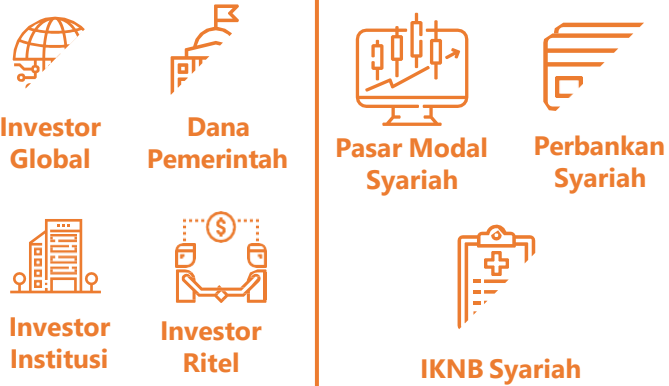 Investor
Global
Dana
Pemerintah
Investor
Institusi
$
Investor
Ritel
Pasar Modal
Syariah
Perbankan
Syariah
IKNB Syariah